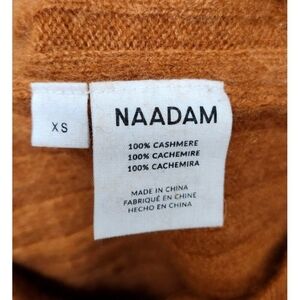 XS
NAADAM
100% CASHMERE
100% CACHEMIRE
100% CACHEMIRA
MADE IN CHINA
FABRIQUÉ EN CHINE
HECHO EN CHINA